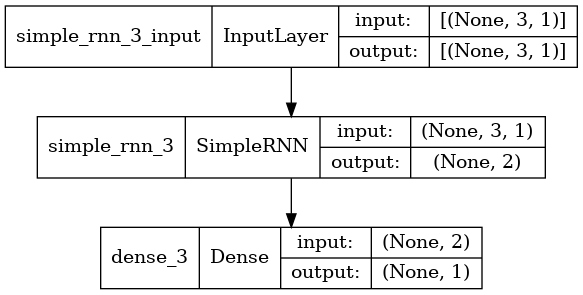 simple_rnn_3_input InputLayer input: [(None, 3, 1)]
output: [(None, 3, 1)]
simple_rnn_3 SimpleRNN input: (None, 3, 1)
output: (None, 2)
dense_3 Dense input: (None, 2)
output: (None, 1)